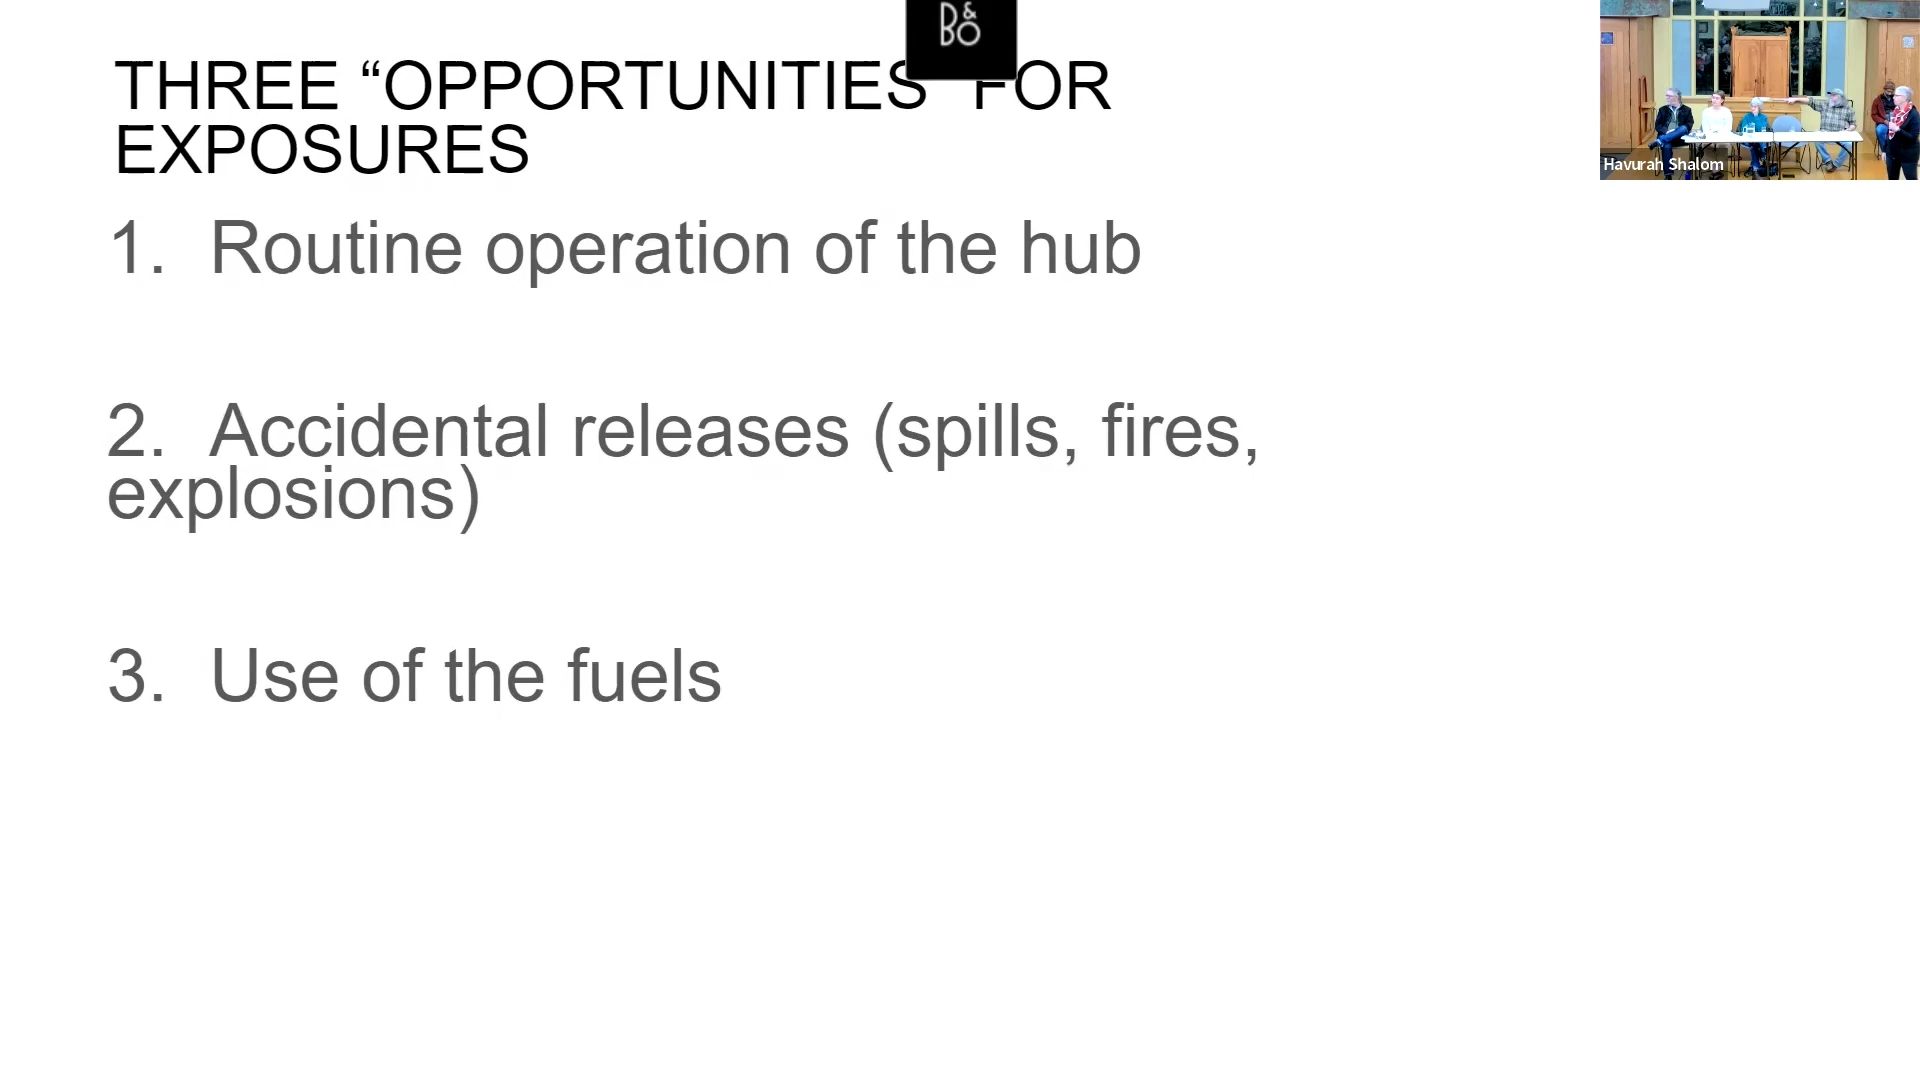 B&O
THREE “OPPORTUNITIES” FOR
EXPOSURES
1. Routine operation of the hub
2. Accidental releases (spills, fires,
explosions)
3. Use of the fuels
Havurah Shalom